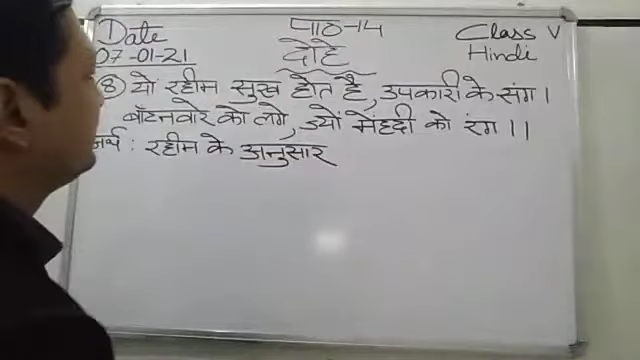 Date
07-01-21
पाठ-14
दोहे
Class V
Hindi
8) यों रहीम सुख होत है, उपकारी के संग।
बाँटनवारे को लगे, ज्यों मेंहदी को रंग।।
अर्थ : रहीम के अनुसार